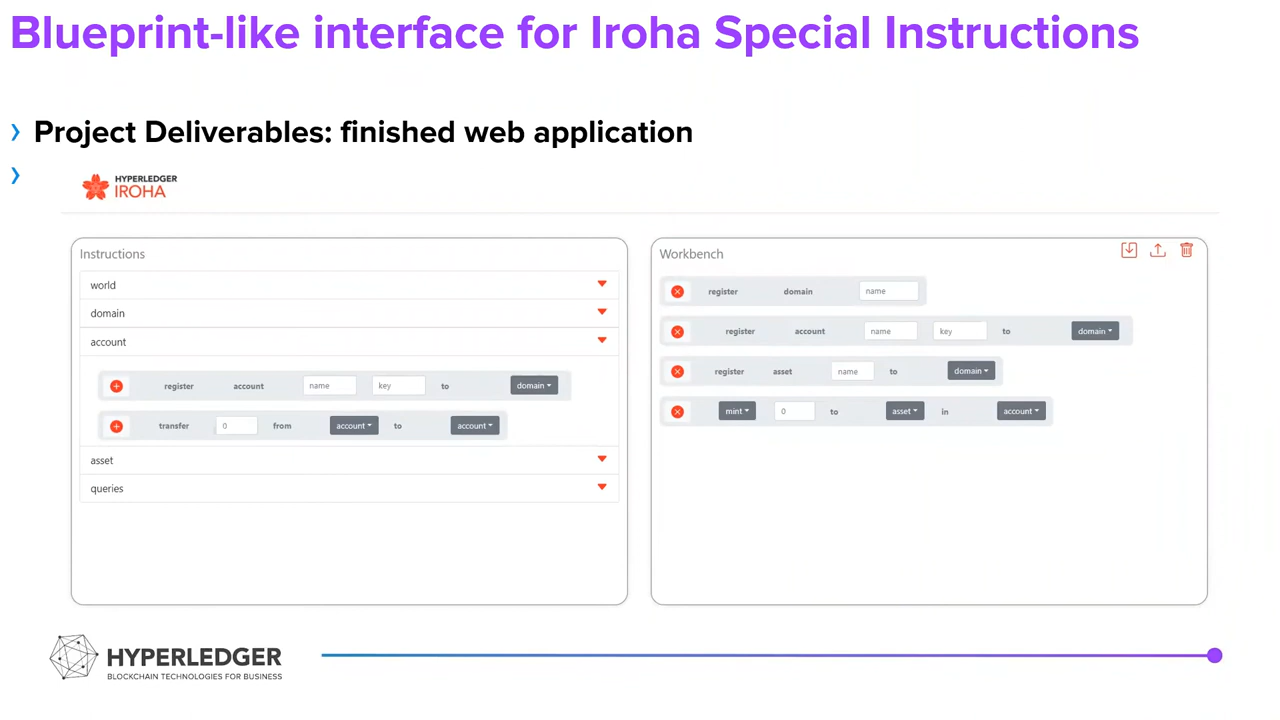 Blueprint-like interface for Iroha Special Instructions
› Project Deliverables: finished web application
›
HYPERLEDGER
IROHA
Instructions
world
domain
account
register account name key to domain
transfer 0 from account to account
asset
queries
Workbench
register domain name
register account name key to domain
register asset name to domain
mint 0 to asset in account
HYPERLEDGER
BLOCKCHAIN TECHNOLOGIES FOR BUSINESS